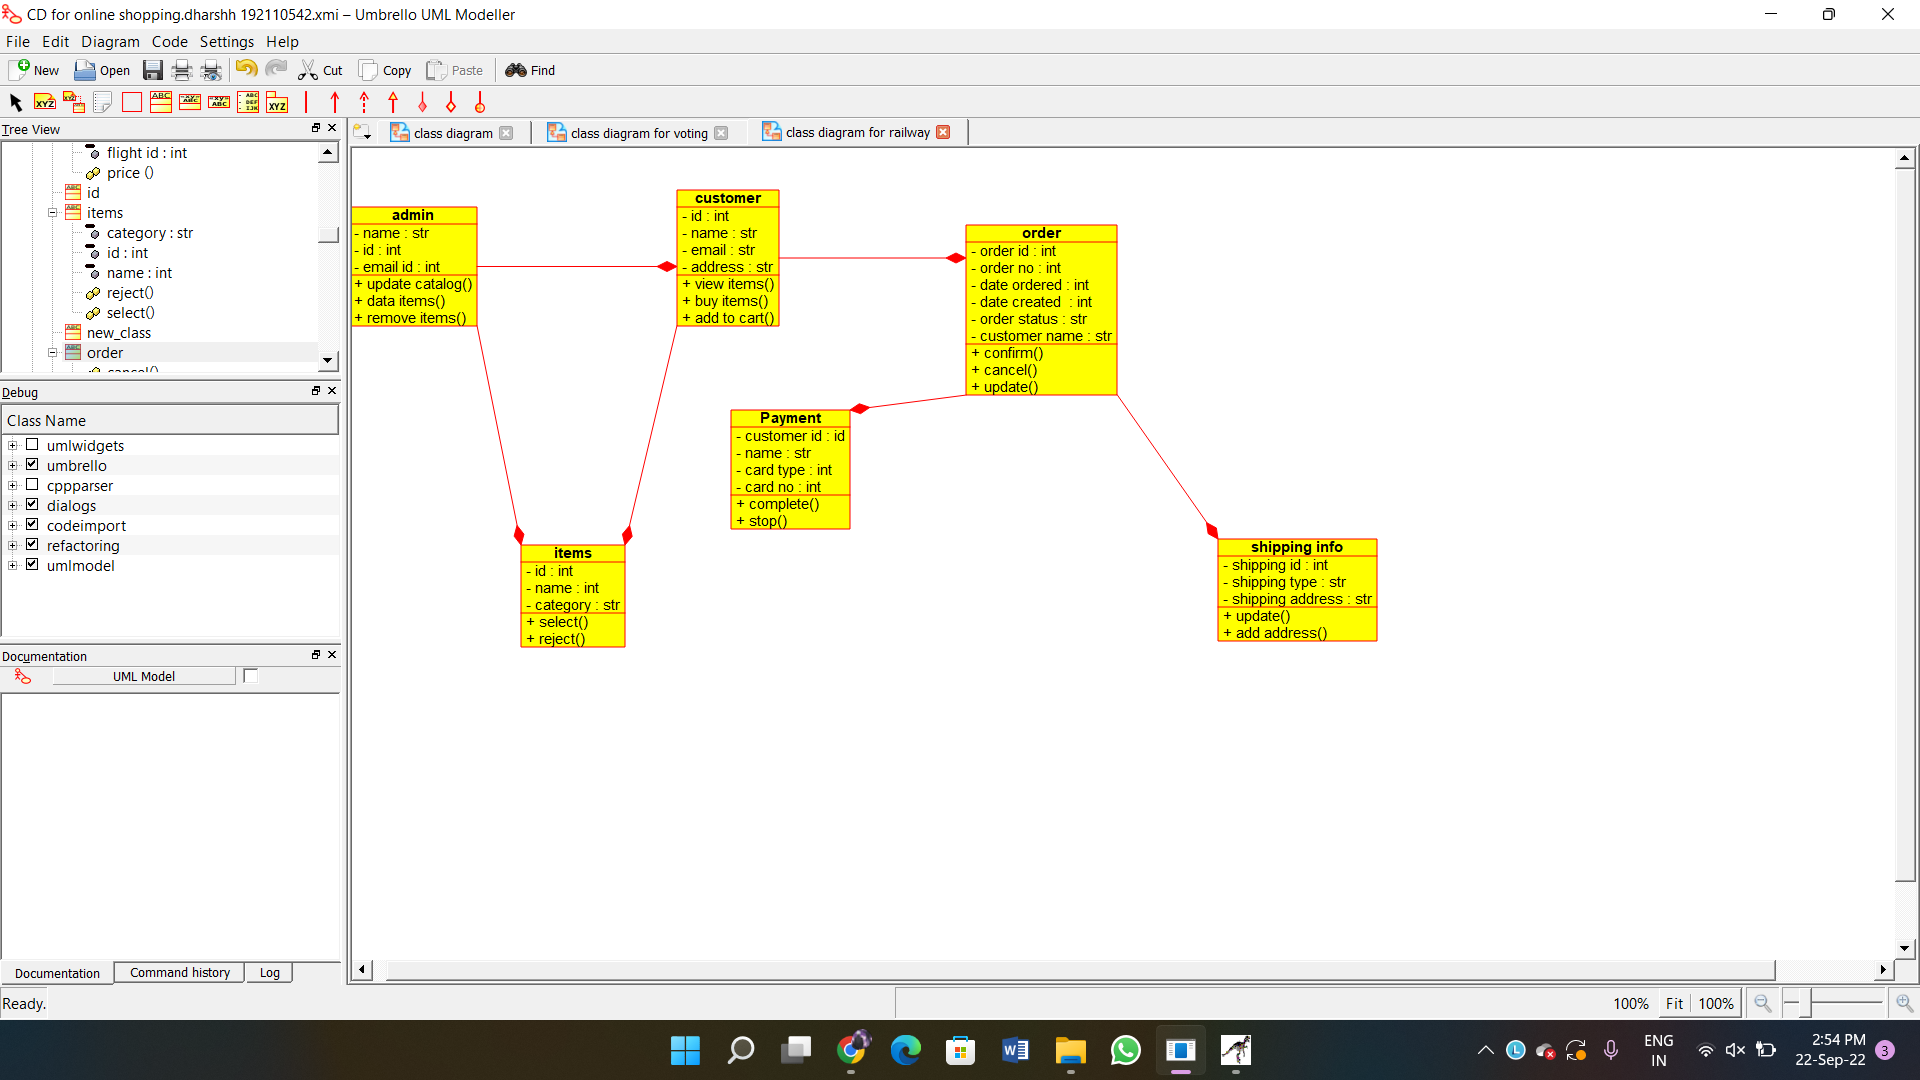 CD for online shopping.dharshh 192110542.xmi – Umbrello UML Modeller
File Edit Diagram Code Settings Help
New Open Cut Copy Paste Find
Tree View
flight id : int
price ()
id
items
category : str
id : int
name : int
reject()
select()
new_class
order
cancel()
Debug
Class Name
umlwidgets
umbrello
cppparser
dialogs
codeimport
refactoring
umlmodel
Documentation
UML Model
Documentation Command history Log
class diagram class diagram for voting class diagram for railway
admin
- name : str
- id : int
- email id : int
+ update catalog()
+ data items()
+ remove items()
customer
- id : int
- name : str
- email : str
- address : str
+ view items()
+ buy items()
+ add to cart()
order
- order id : int
- order no : int
- date ordered : int
- date created  : int
- order status : str
- customer name : str
+ confirm()
+ cancel()
+ update()
Payment
- customer id : id
- name : str
- card type : int
- card no : int
+ complete()
+ stop()
items
- id : int
- name : int
- category : str
+ select()
+ reject()
shipping info
- shipping id : int
- shipping type : str
- shipping address : str
+ update()
+ add address()
Ready.
100% Fit 100%
ENG
IN
2:54 PM
22-Sep-22
3